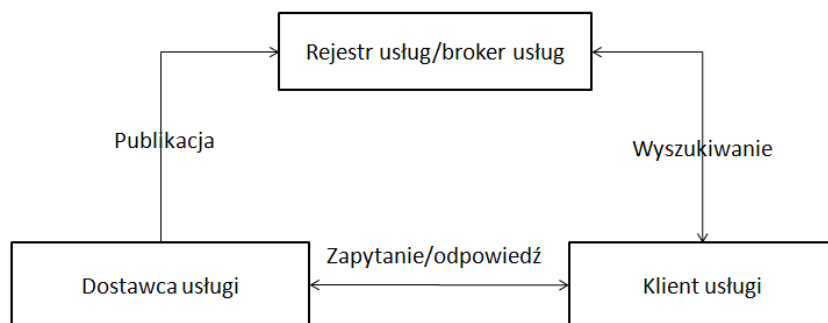 Rejestr usług/broker usług
Publikacja
Wyszukiwanie
Zapytanie/odpowiedź
Dostawca usługi
Klient usługi